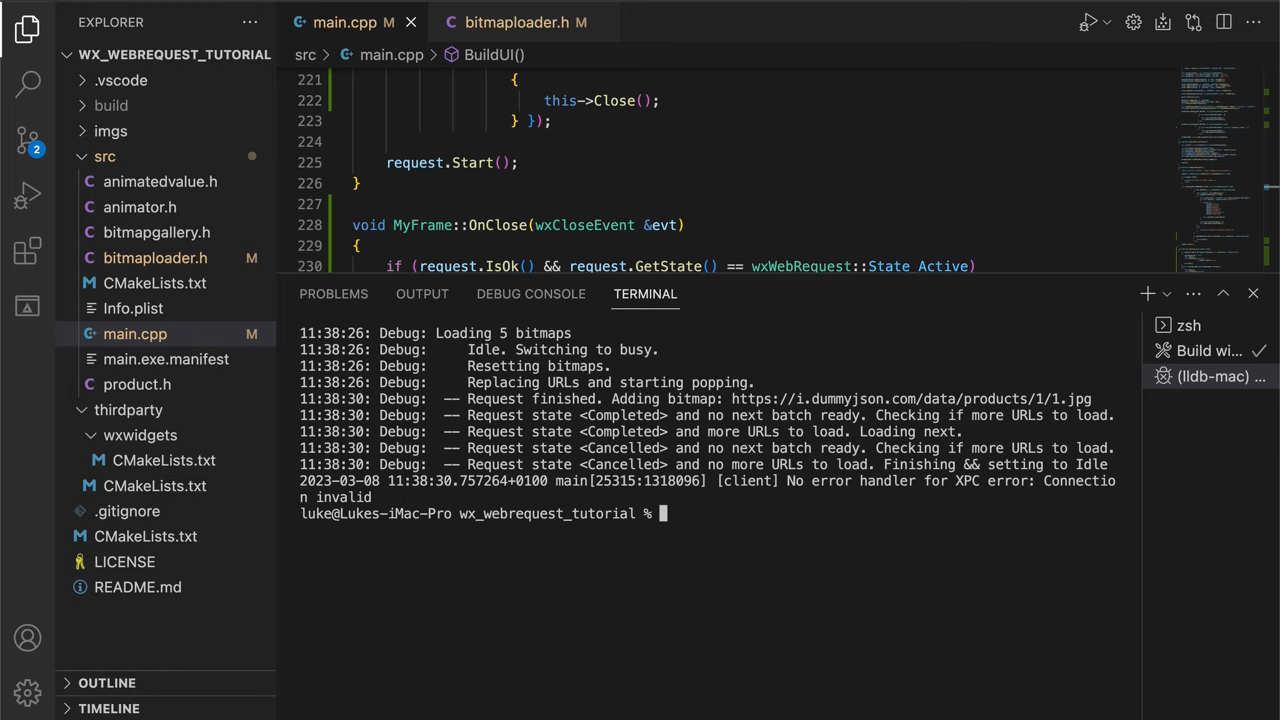 EXPLORER
WX_WEBREQUEST_TUTORIAL
.vscode
build
imgs
src
animatedvalue.h
animator.h
bitmapgallery.h
bitmaploader.h M
CMakeLists.txt
Info.plist
main.cpp M
main.exe.manifest
product.h
thirdparty
wxwidgets
CMakeLists.txt
CMakeLists.txt
.gitignore
CMakeLists.txt
LICENSE
README.md
OUTLINE
TIMELINE
2
main.cpp M
bitmaploader.h M
src > main.cpp > BuildUI()
221 {
222 this->Close();
223 });
224
225 request.Start();
226 }
227
228 void MyFrame::OnClose(wxCloseEvent &evt)
229 {
230 if (request.IsOk() && request.GetState() == wxWebRequest::State_Active)
PROBLEMS OUTPUT DEBUG CONSOLE TERMINAL
11:38:26: Debug: Loading 5 bitmaps
11:38:26: Debug: Idle. Switching to busy.
11:38:26: Debug: Resetting bitmaps.
11:38:26: Debug: Replacing URLs and starting popping.
11:38:30: Debug: -- Request finished. Adding bitmap: https://i.dummyjson.com/data/products/1/1.jpg
11:38:30: Debug: -- Request state <Completed> and no next batch ready. Checking if more URLs to load.
11:38:30: Debug: -- Request state <Completed> and more URLs to load. Loading next.
11:38:30: Debug: -- Request state <Cancelled> and no next batch ready. Checking if more URLs to load.
11:38:30: Debug: -- Request state <Cancelled> and no more URLs to load. Finishing && setting to Idle
2023-03-08 11:38:30.757264+0100 main[25315:1318096] [client] No error handler for XPC error: Connectio
n invalid
luke@Lukes-iMac-Pro wx_webrequest_tutorial %
zsh
Build wi...
(lldb-mac) ...